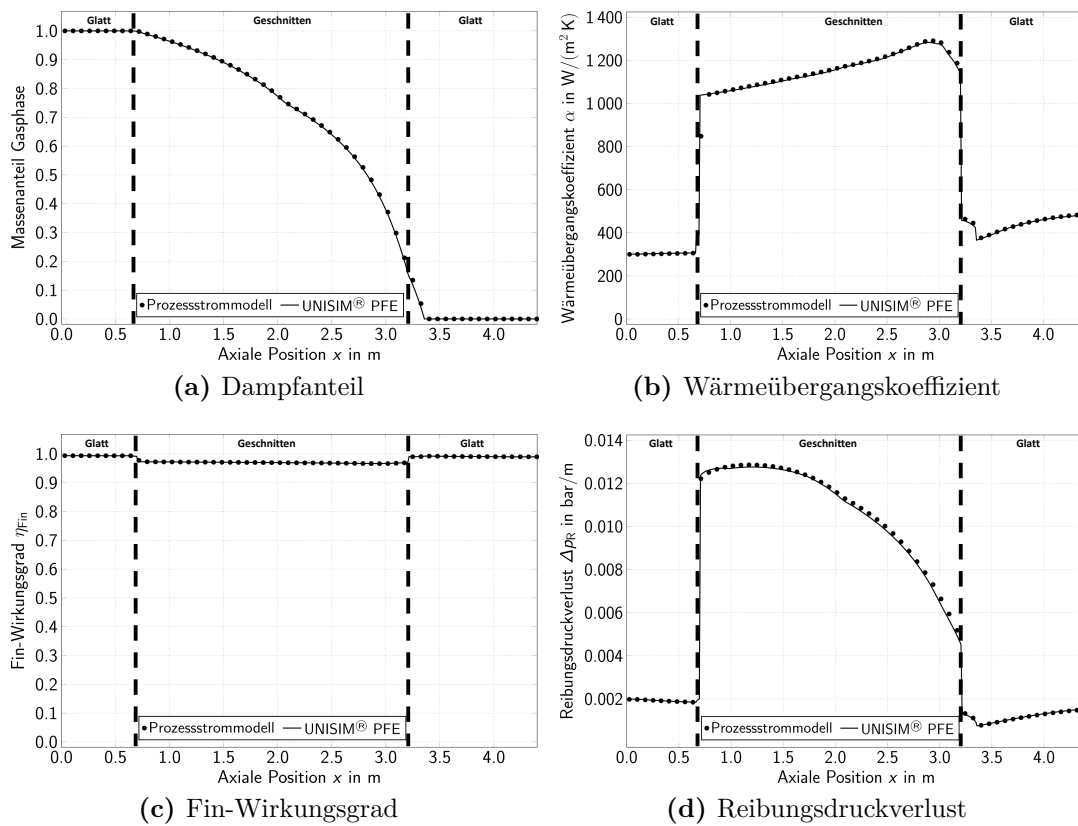 Glatt Geschnitten Glatt
Massenanteil Gasphase
1.0
0.9
0.8
0.7
0.6
0.5
0.4
0.3
0.2
0.1
0.0
Prozessstrommodell UNISIM® PFE
0.0 0.5 1.0 1.5 2.0 2.5 3.0 3.5 4.0
Axiale Position x in m
(a) Dampfanteil
Glatt Geschnitten Glatt
Wärmeübergangskoeffizient α in W/(m² K)
1 400
1 200
1 000
800
600
400
200
0
Prozessstrommodell UNISIM® PFE
0.0 0.5 1.0 1.5 2.0 2.5 3.0 3.5 4.0
Axiale Position x in m
(b) Wärmeübergangskoeffizient
Glatt Geschnitten Glatt
Fin-Wirkungsgrad ηFin
1.0
0.9
0.8
0.7
0.6
0.5
0.4
0.3
0.2
0.1
0.0
Prozessstrommodell UNISIM® PFE
0.0 0.5 1.0 1.5 2.0 2.5 3.0 3.5 4.0
Axiale Position x in m
(c) Fin-Wirkungsgrad
Glatt Geschnitten Glatt
Reibungsdruckverlust ΔpR in bar/m
0.014
0.012
0.010
0.008
0.006
0.004
0.002
Prozessstrommodell UNISIM® PFE
0.0 0.5 1.0 1.5 2.0 2.5 3.0 3.5 4.0
Axiale Position x in m
(d) Reibungsdruckverlust